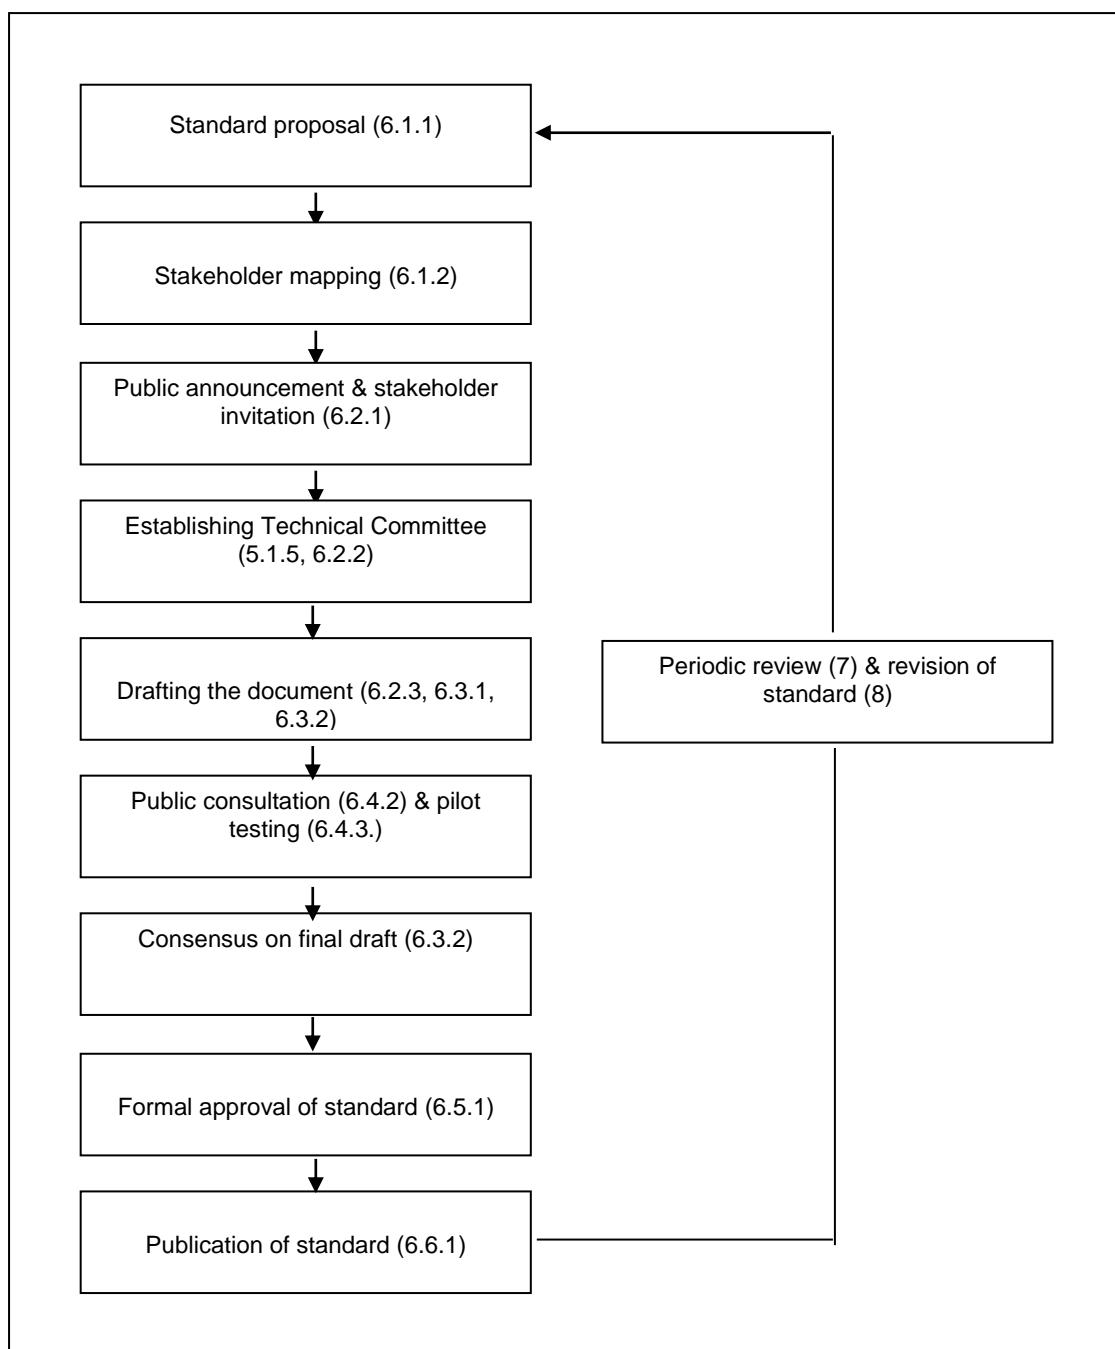 Standard proposal (6.1.1)
Stakeholder mapping (6.1.2)
Public announcement & stakeholder
invitation (6.2.1)
Establishing Technical Committee
(5.1.5, 6.2.2)
Drafting the document (6.2.3, 6.3.1,
6.3.2)
Periodic review (7) & revision of
standard (8)
Public consultation (6.4.2) & pilot
testing (6.4.3.)
Consensus on final draft (6.3.2)
Formal approval of standard (6.5.1)
Publication of standard (6.6.1)